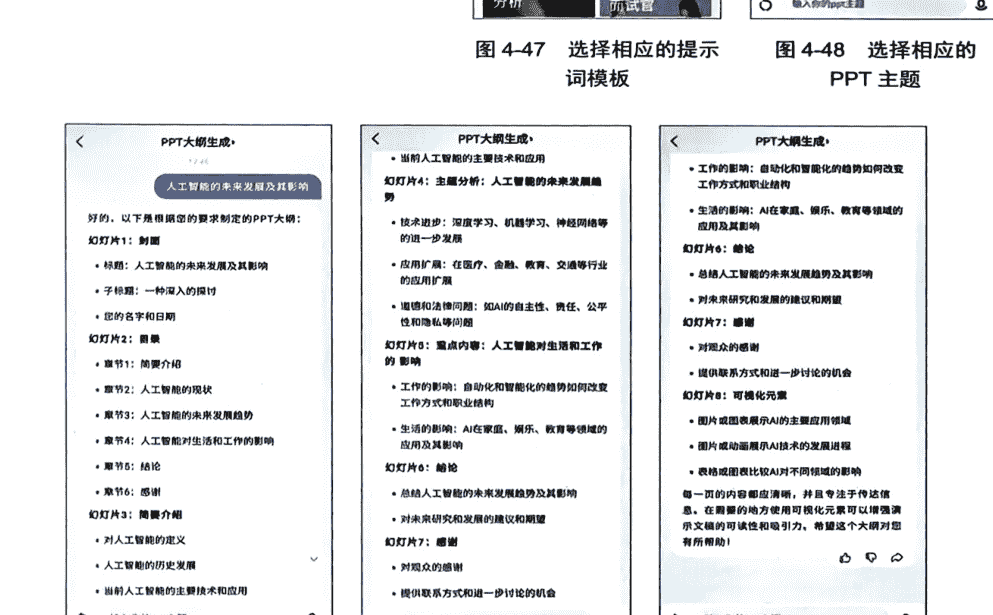 分析
面试官
输入你的ppt主题
图 4-47 选择相应的提示
词模板
图 4-48 选择相应的
PPT 主题
PPT大纲生成
人工智能的未来发展及其影响
好的，以下是根据您的要求制定的PPT大纲：
幻灯片1：封面
• 标题：人工智能的未来发展及其影响
• 子标题：一种深入的探讨
• 您的名字和日期
幻灯片2：目录
• 章节1：简要介绍
• 章节2：人工智能的现状
• 章节3：人工智能的未来发展趋势
• 章节4：人工智能对生活和工作的影响
• 章节5：结论
• 章节6：感谢
幻灯片3：简要介绍
• 对人工智能的定义
• 人工智能的历史发展
• 当前人工智能的主要技术和应用
PPT大纲生成
• 当前人工智能的主要技术和应用
幻灯片4：主题分析：人工智能的未来发展趋
势
• 技术进步：深度学习、机器学习、神经网络等
的进一步发展
• 应用扩展：在医疗、金融、教育、交通等行业
的应用扩展
• 道德和法律问题：如AI的自主性、责任、公平
性和隐私等问题
幻灯片5：重点内容：人工智能对生活和工作
的 影响
• 工作的影响：自动化和智能化的趋势如何改变
工作方式和职业结构
• 生活的影响：AI在家庭、娱乐、教育等领域的
应用及其影响
幻灯片6：结论
• 总结人工智能的未来发展趋势及其影响
• 对未来研究和发展的建议和期望
幻灯片7：感谢
• 对观众的感谢
• 提供联系方式和进一步讨论的机会
PPT大纲生成
• 工作的影响：自动化和智能化的趋势如何改变
工作方式和职业结构
• 生活的影响：AI在家庭、娱乐、教育等领域的
应用及其影响
幻灯片6：结论
• 总结人工智能的未来发展趋势及其影响
• 对未来研究和发展的建议和期望
幻灯片7：感谢
• 对观众的感谢
• 提供联系方式和进一步讨论的机会
幻灯片8：可视化元素
• 图片或图表展示AI的主要应用领域
• 图片或动画展示AI技术的发展进程
• 表格或图表比较AI对不同领域的影响
每一页的内容都应清晰，并且专注于传达信
息。在需要的地方使用可视化元素可以增强演
示文稿的可读性和吸引力。希望这个大纲对您
有所帮助！